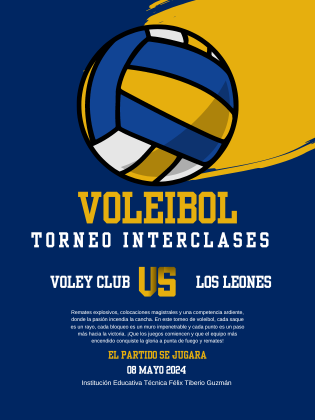 VOLEIBOL
TORNEO INTERCLASES
VOLEY CLUB VS LOS LEONES
Remates explosivos, colocaciones magistrales y una competencia ardiente,
donde la pasión incendia la cancha. En este torneo de voleibol, cada saque
es un rayo, cada bloqueo es un muro impenetrable y cada punto es un paso
más hacia la victoria. ¡Que los juegos comiencen y que el equipo más
encendido conquiste la gloria a punta de fuego y remates!
EL PARTIDO SE JUGARA
08 MAYO 2024
Institución Educativa Técnica Félix Tiberio Guzmán